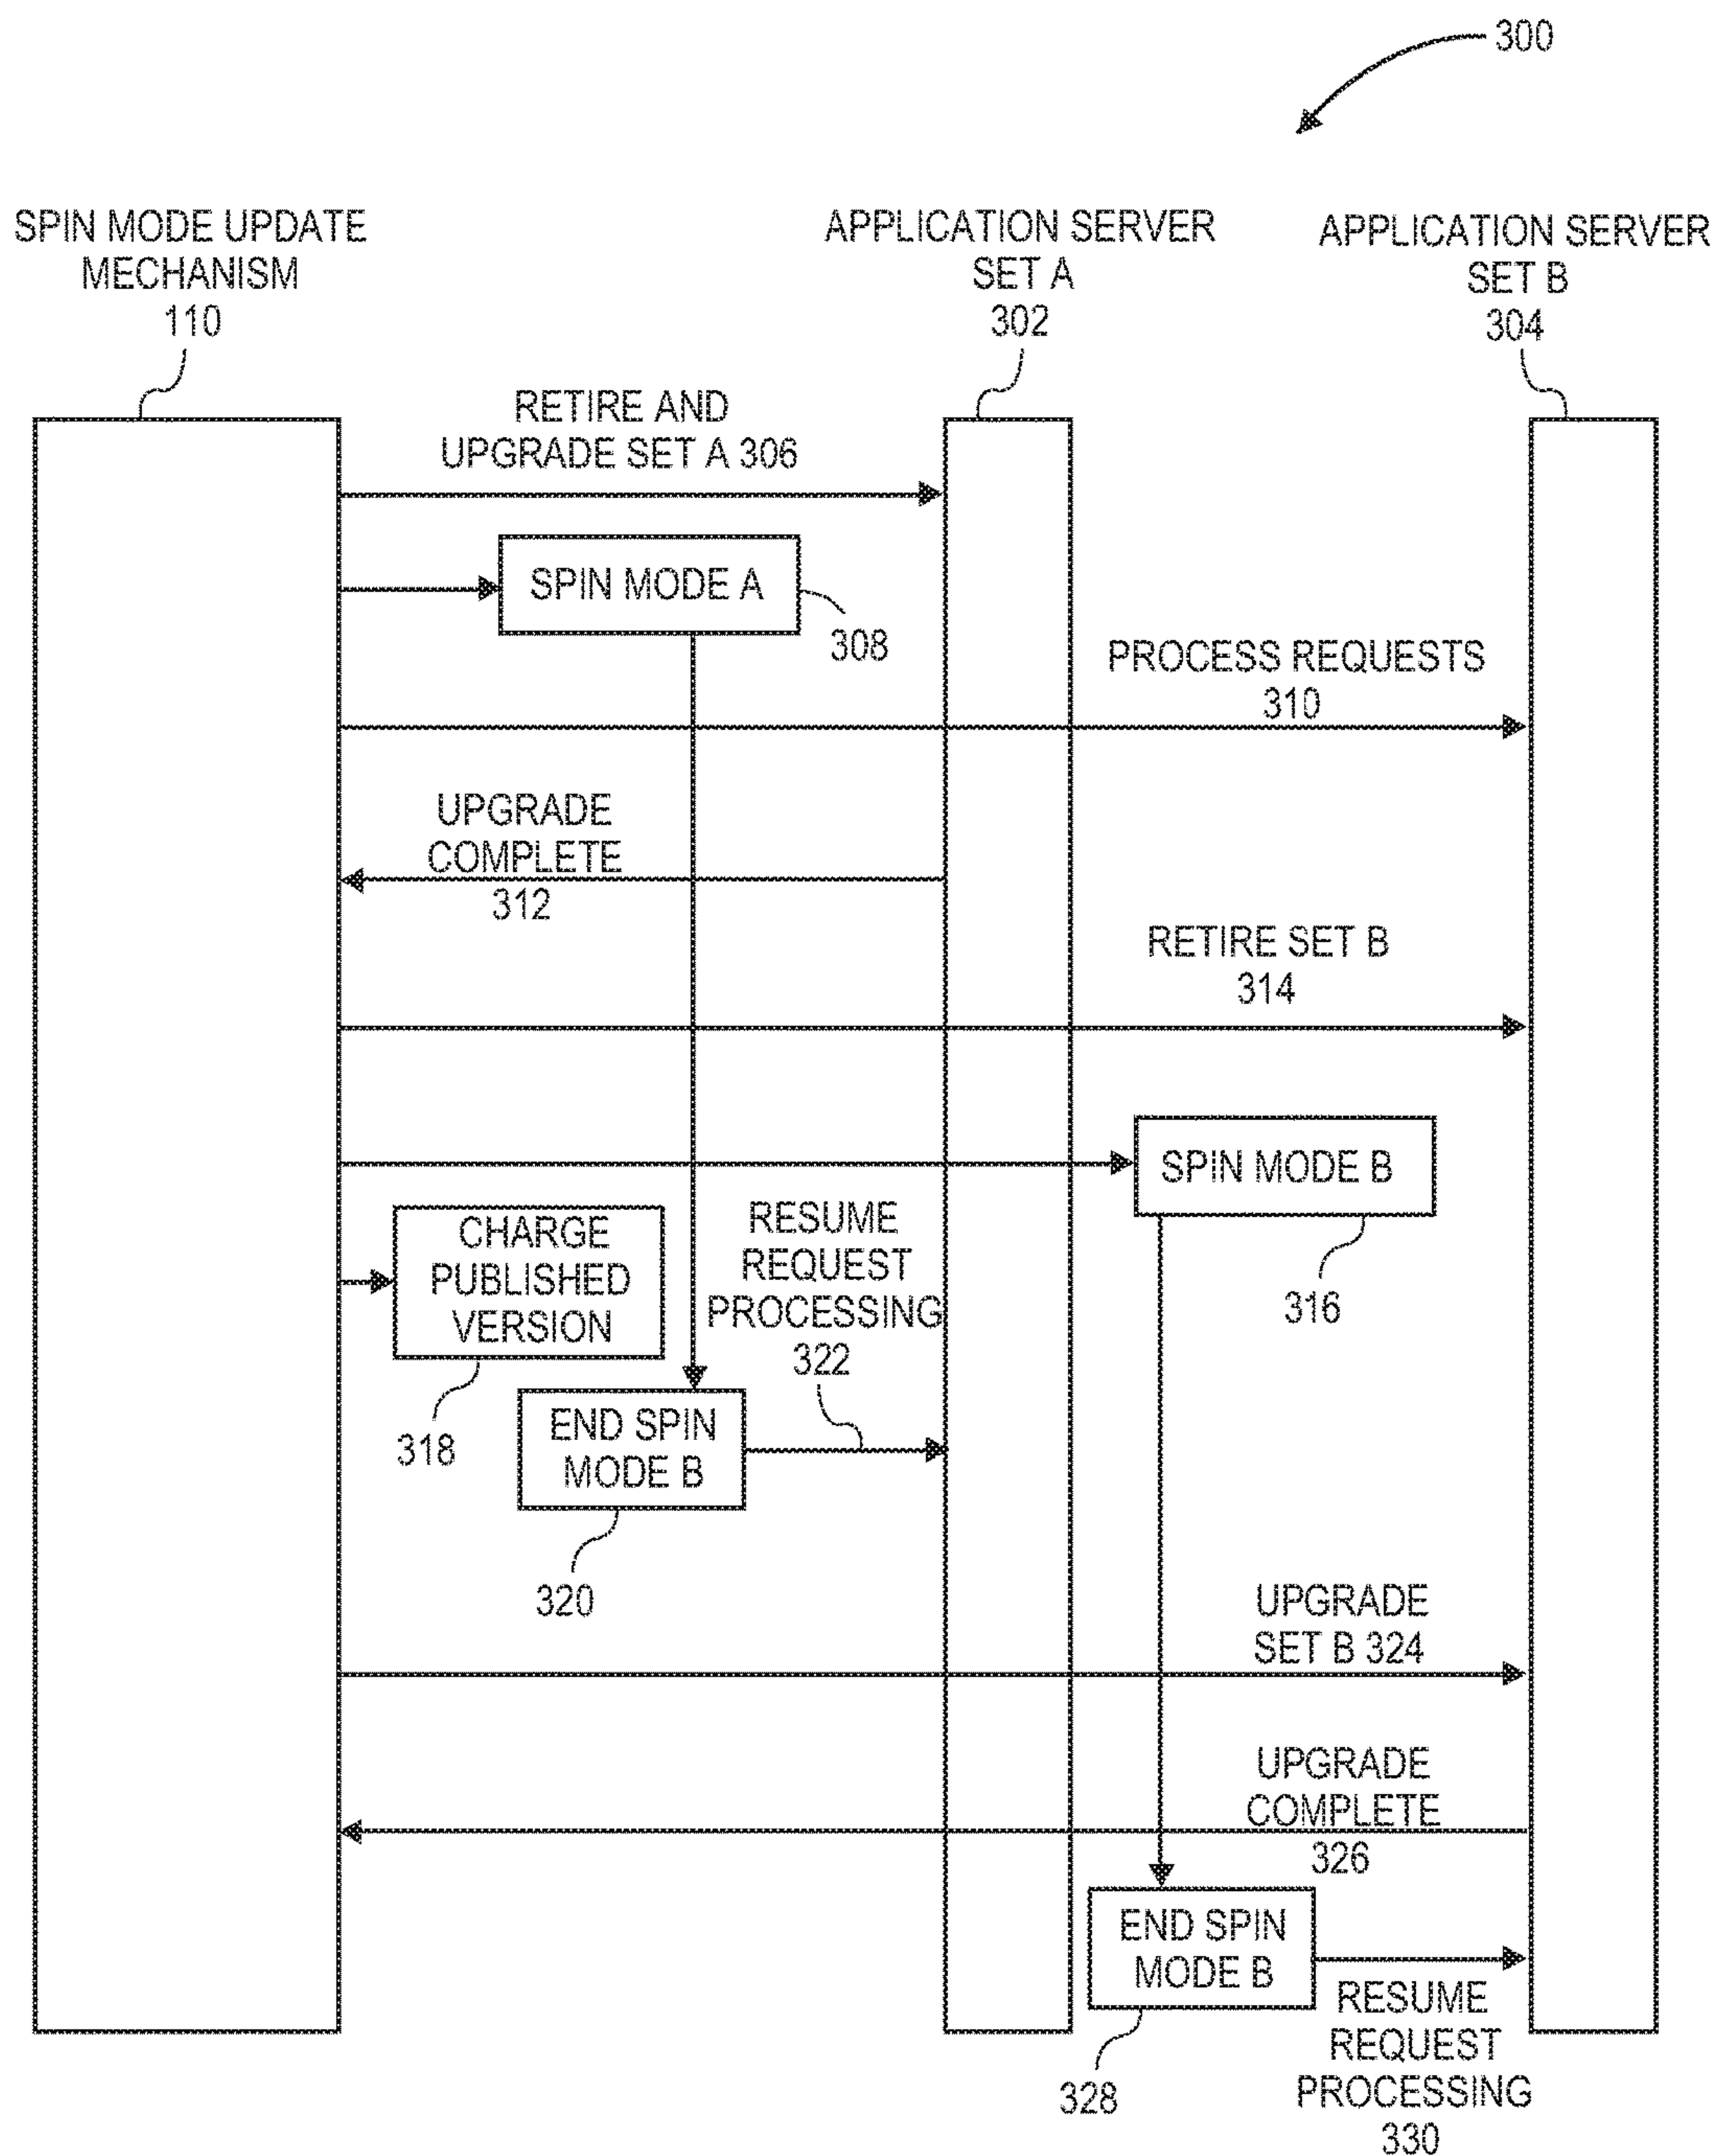 300
SPIN MODE UPDATE
MECHANISM
110
APPLICATION SERVER
SET A
302
APPLICATION SERVER
SET B
304
RETIRE AND
UPGRADE SET A 306
SPIN MODE A
308
PROCESS REQUESTS
310
UPGRADE
COMPLETE
312
RETIRE SET B
314
SPIN MODE B
316
CHARGE
PUBLISHED
VERSION
318
RESUME
REQUEST
PROCESSING
322
END SPIN
MODE B
320
UPGRADE
SET B 324
UPGRADE
COMPLETE
326
END SPIN
MODE B
328
RESUME
REQUEST
PROCESSING
330